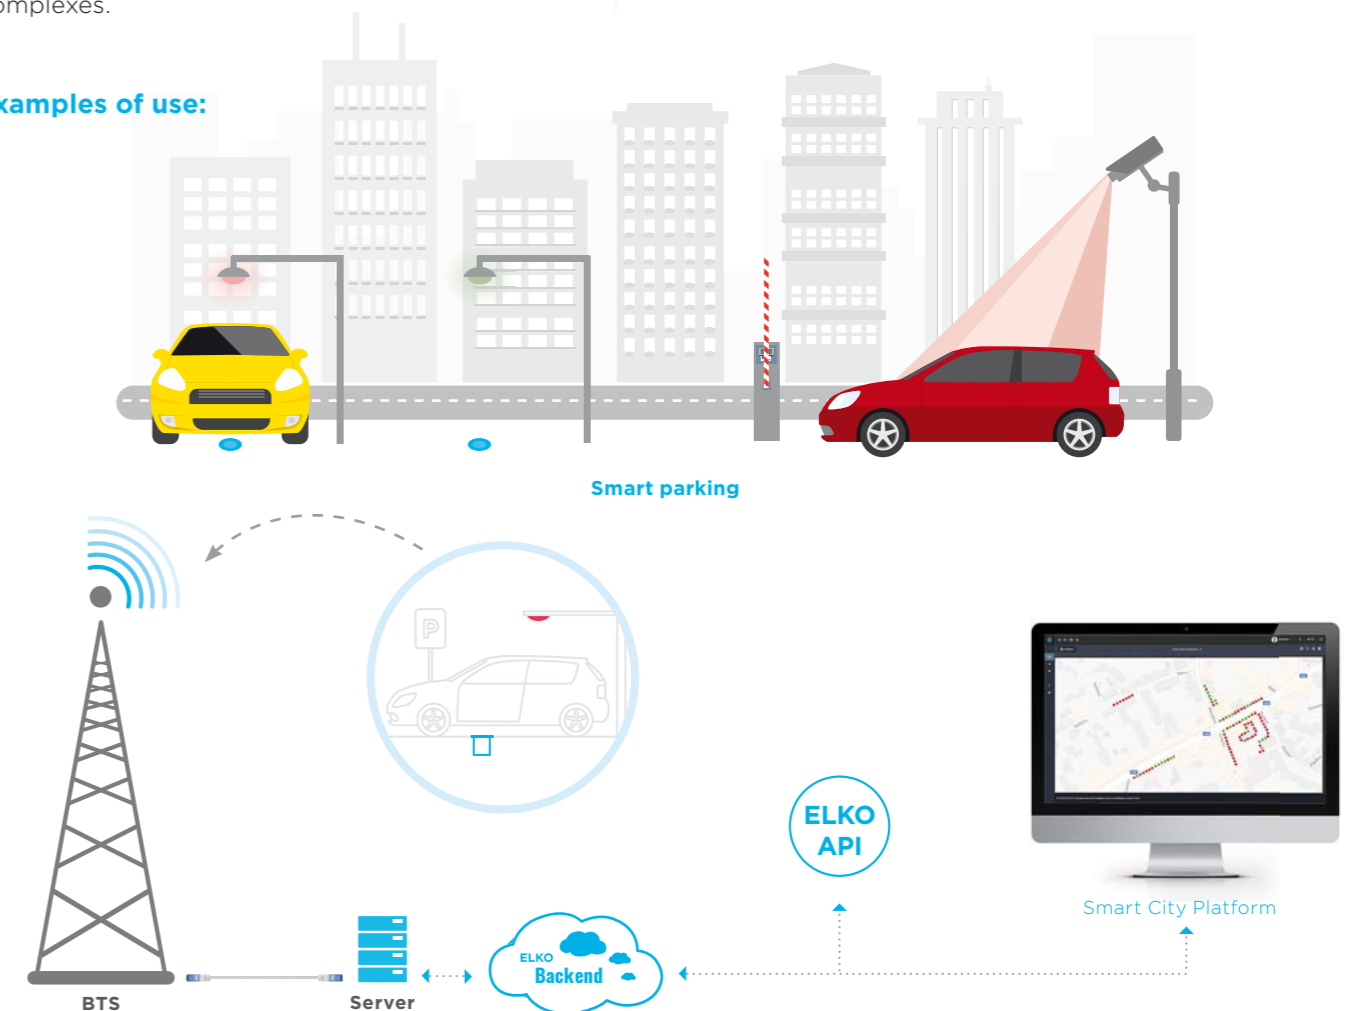 omplexes.
xamples of use:
Smart parking
P
ELKO
API
Smart City Platform
ELKO
Backend
BTS
Server